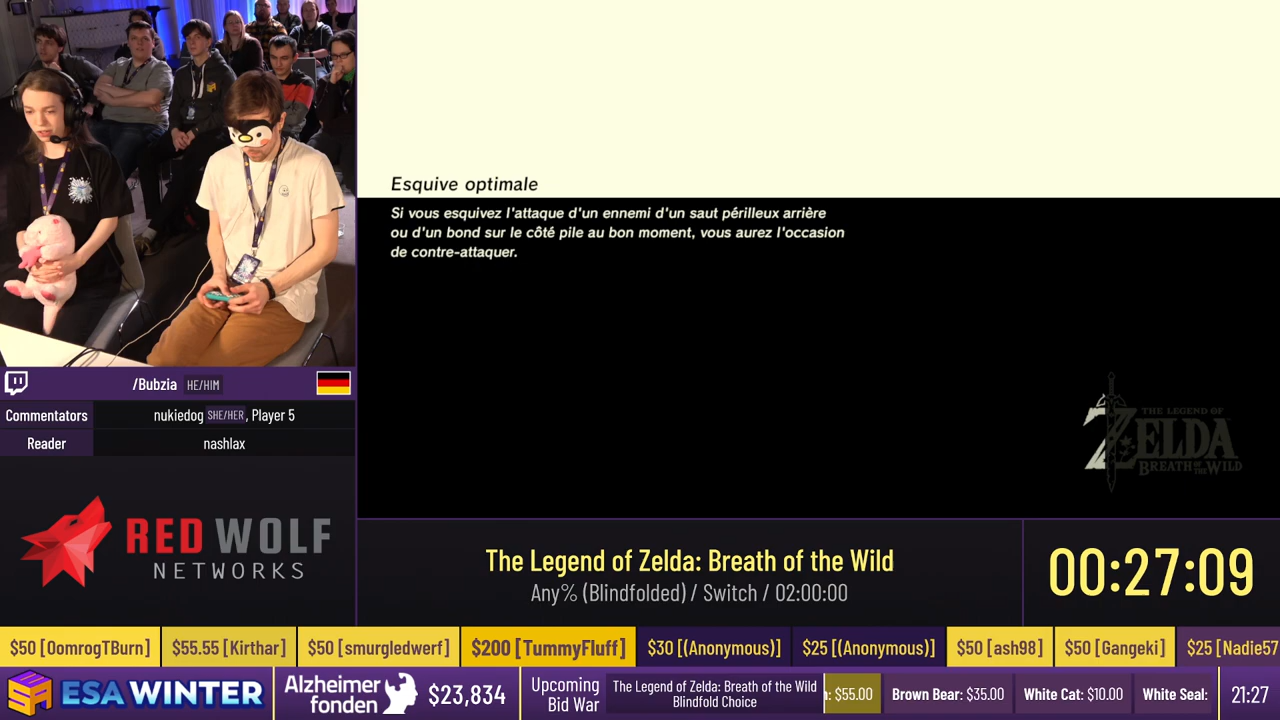 Esquive optimale
Si vous esquivez l'attaque d'un ennemi d'un saut périlleux arrière
ou d'un bond sur le côté pile au bon moment, vous aurez l'occasion
de contre-attaquer.
THE LEGEND OF
ZELDA
BREATH OF THE WILD
/Bubzia HE/HIM
Commentators nukiedog SHE/HER, Player 5
Reader nashlax
RED WOLF
NETWORKS
The Legend of Zelda: Breath of the Wild
Any% (Blindfolded) / Switch / 02:00:00
00:27:09
$50 [OomrogTBurn] $55.55 [Kirthar] $50 [smurgledwerf] $200 [TummyFluff] $30 [(Anonymous)] $25 [(Anonymous)] $50 [ash98] $50 [Gangeki] $25 [Nadie57
ESA WINTER
Alzheimer
fonden
$23,834
Upcoming
Bid War
The Legend of Zelda: Breath of the Wild
Blindfold Choice
: $55.00 Brown Bear: $35.00 White Cat: $10.00 White Seal:
21:27